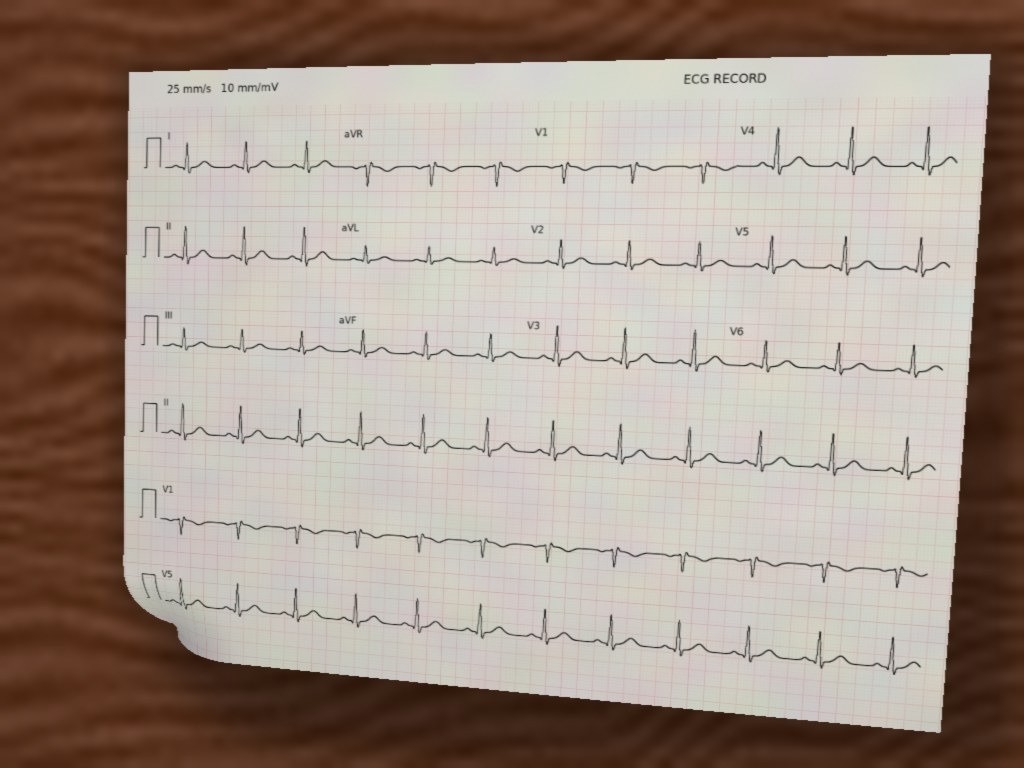 25 mm/s 10 mm/mV
ECG RECORD
I aVR V1 V4
II aVL V2 V5
III aVF V3 V6
II
V1
V5